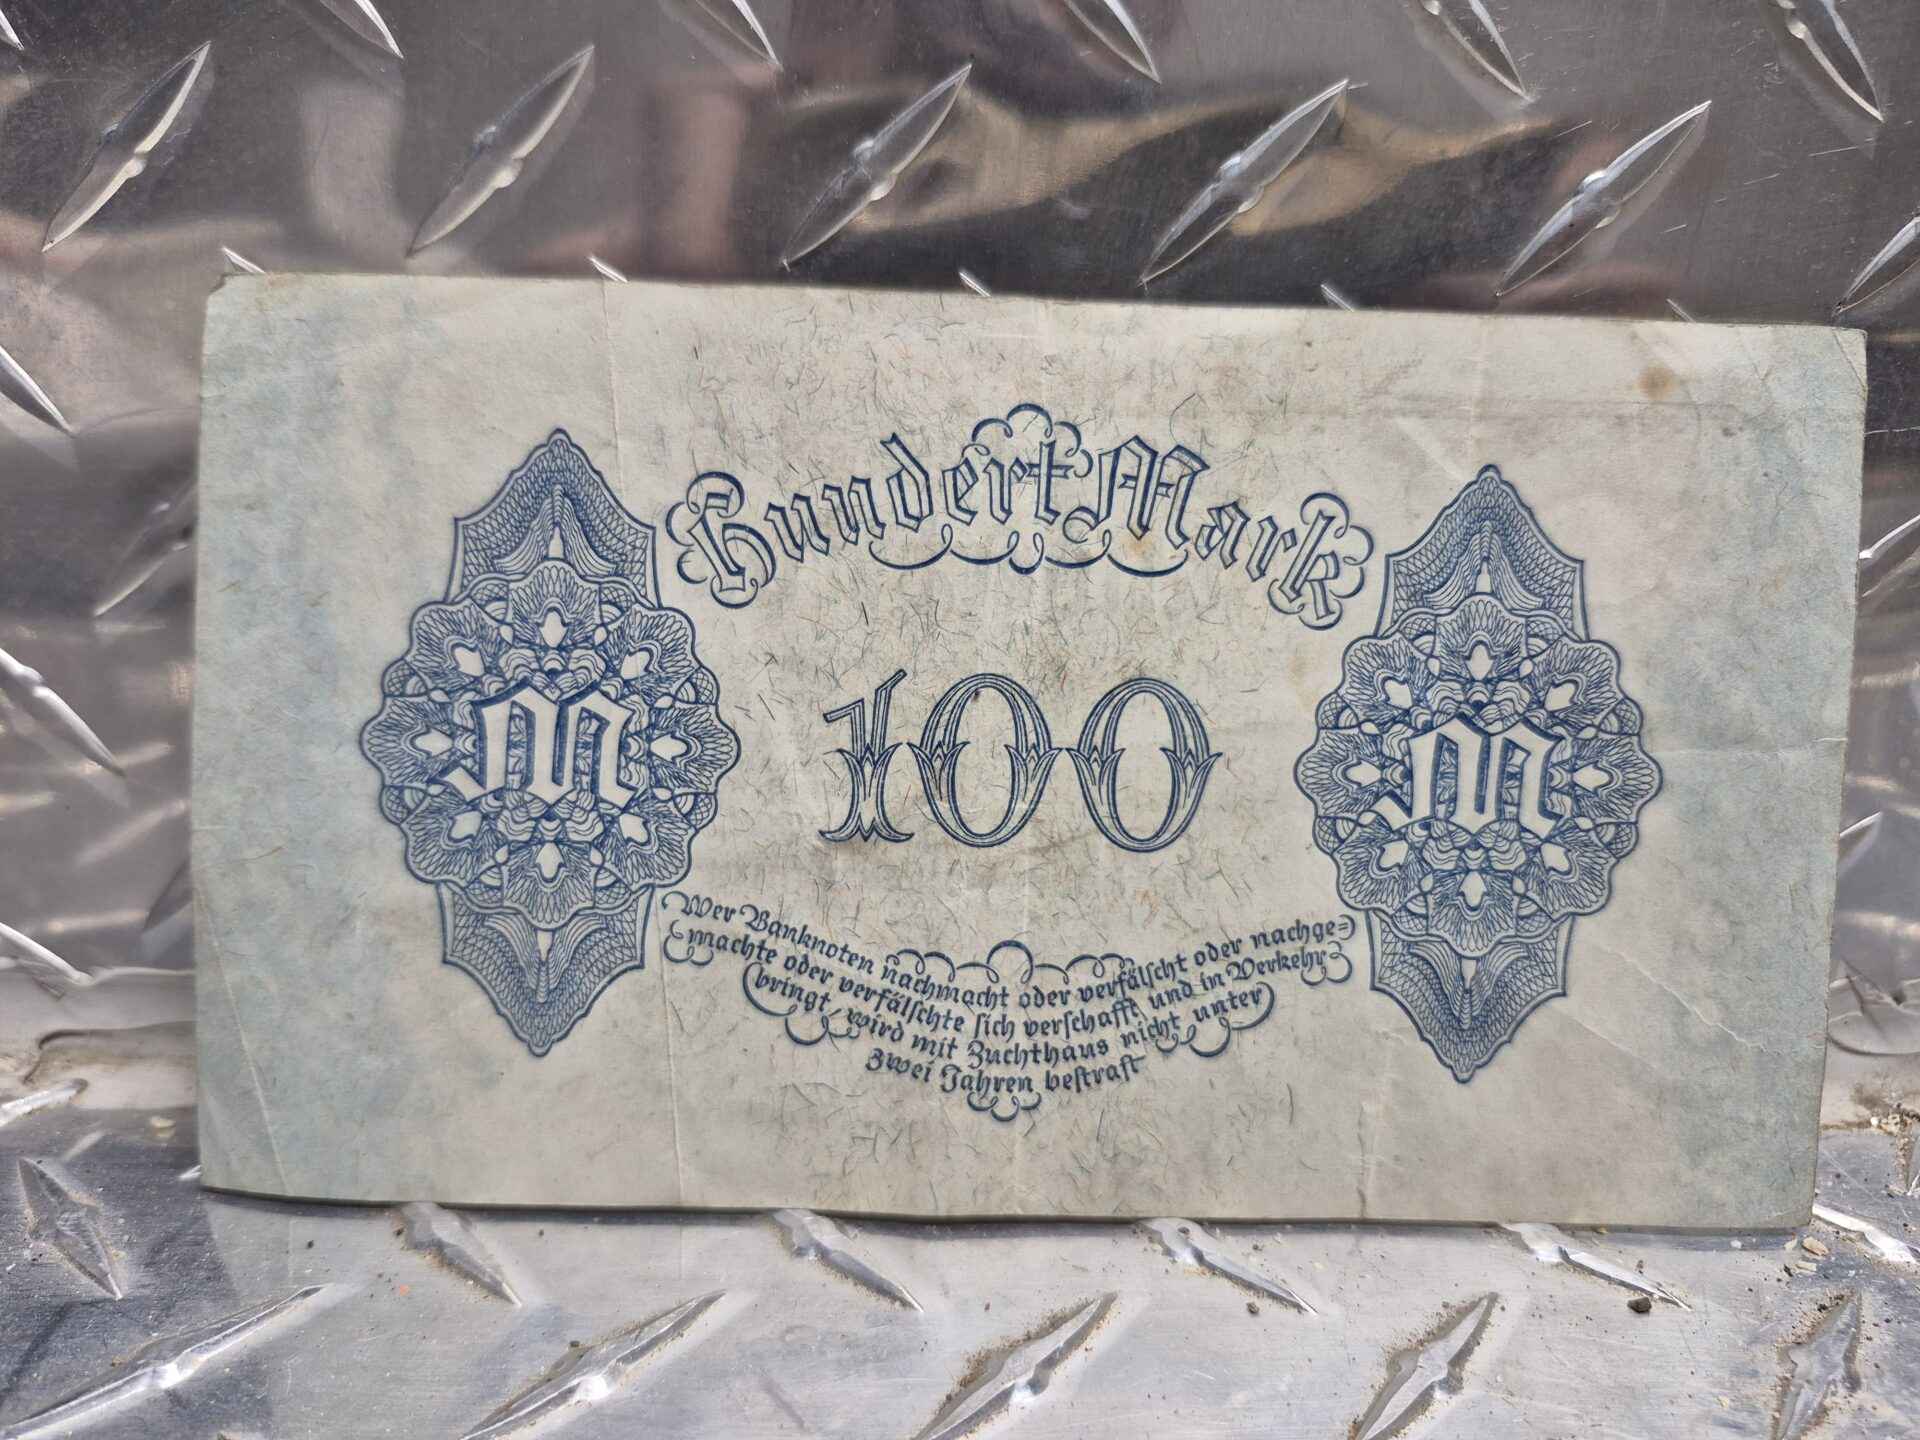 Hundert Mark
M
100
M
Wer Banknoten nachmacht oder verfälscht oder nachge=
machte oder verfälschte sich verschafft und in Verkehr
bringt, wird mit Zuchthaus nicht unter
zwei Jahren bestraft